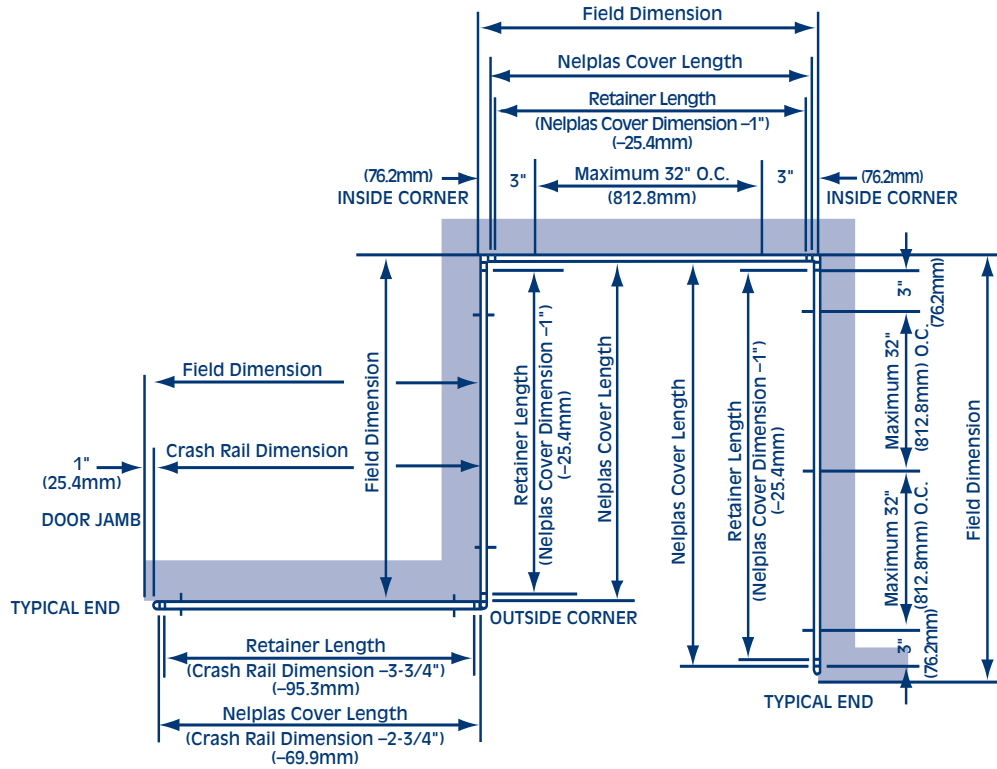 Field Dimension
Nelplas Cover Length
Retainer Length
(Nelplas Cover Dimension –1")
(–25.4mm)
(76.2mm)
INSIDE CORNER
3"
Maximum 32" O.C.
(812.8mm)
3"
(76.2mm)
INSIDE CORNER
Field Dimension
Crash Rail Dimension
1"
(25.4mm)
DOOR JAMB
TYPICAL END
Field Dimension
Retainer Length
(Nelplas Cover Dimension –1")
(–25.4mm)
Nelplas Cover Length
Nelplas Cover Length
Retainer Length
(Nelplas Cover Dimension –1")
(–25.4mm)
3"
(76.2mm)
Maximum 32"
(812.8mm) O.C.
Maximum 32"
(812.8mm) O.C.
3"
(76.2mm)
Field Dimension
OUTSIDE CORNER
Retainer Length
(Crash Rail Dimension –3-3/4")
(–95.3mm)
Nelplas Cover Length
(Crash Rail Dimension –2-3/4")
(–69.9mm)
TYPICAL END